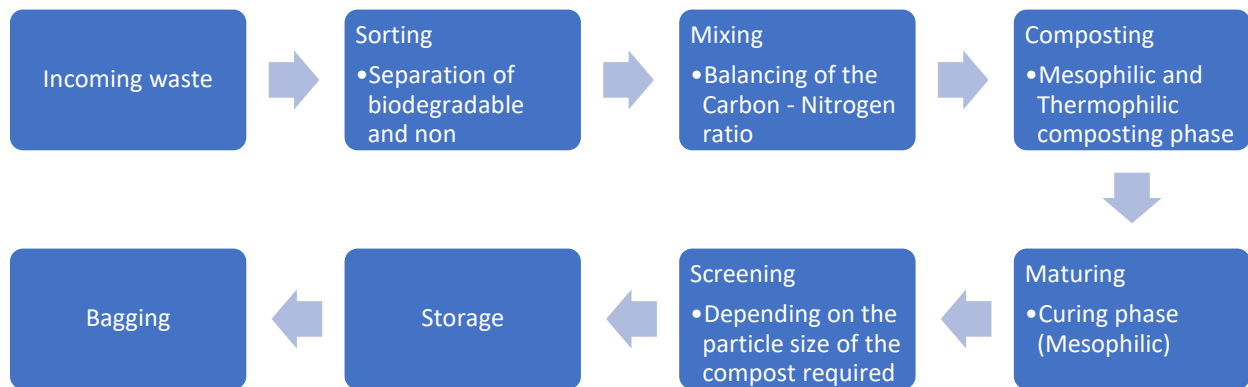 Incoming waste
Sorting
•Separation of
biodegradable
and non
Mixing
•Balancing of the
Carbon - Nitrogen
ratio
Composting
•Mesophilic and
Thermophilic
composting phase
Maturing
•Curing phase
(Mesophilic)
Screening
•Depending on the
particle size of the
compost required
Storage
Bagging